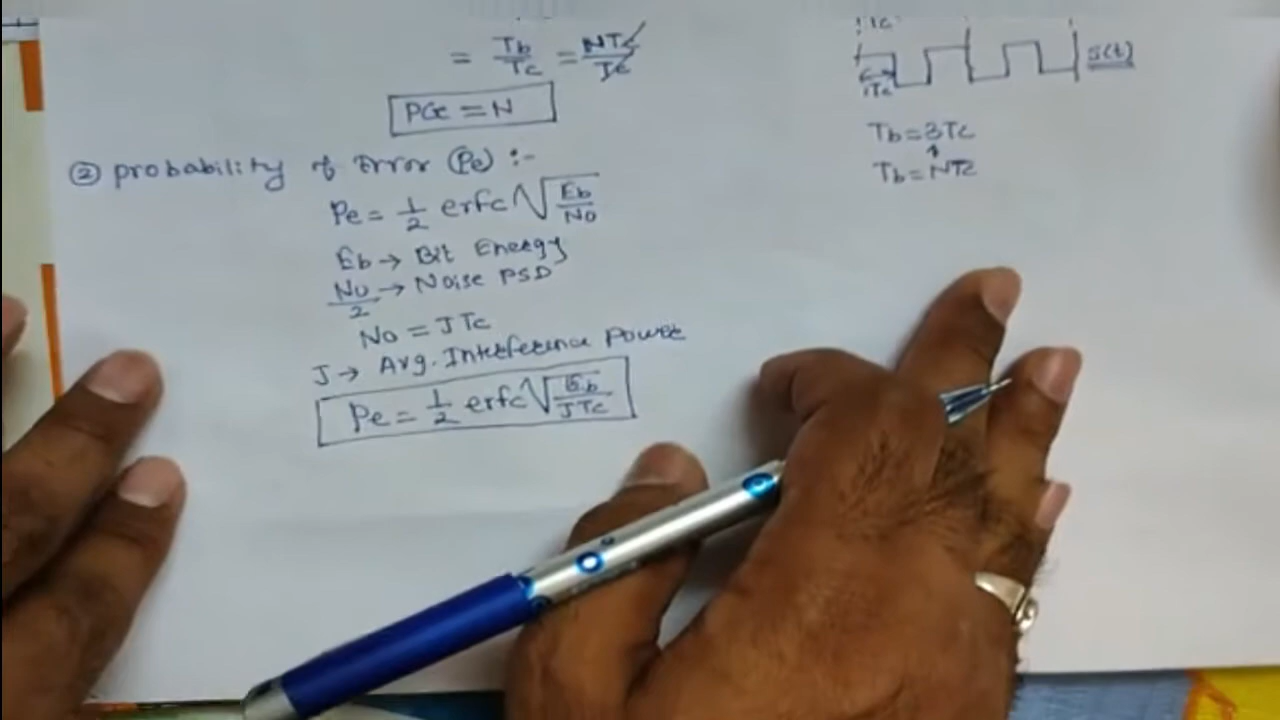 = Tb/Tc = NTc/Tc
PG = N
② probability of Error (Pe) :-
Pe = 1/2 erfc √Eb/No
Eb → Bit Energy
No/2 → Noise PSD
No = JTc
J → Avg. Interference Power
Pe = 1/2 erfc √Eb/JTc
Tc
S(t)
Tc
Tb = 3Tc
Tb = NTc